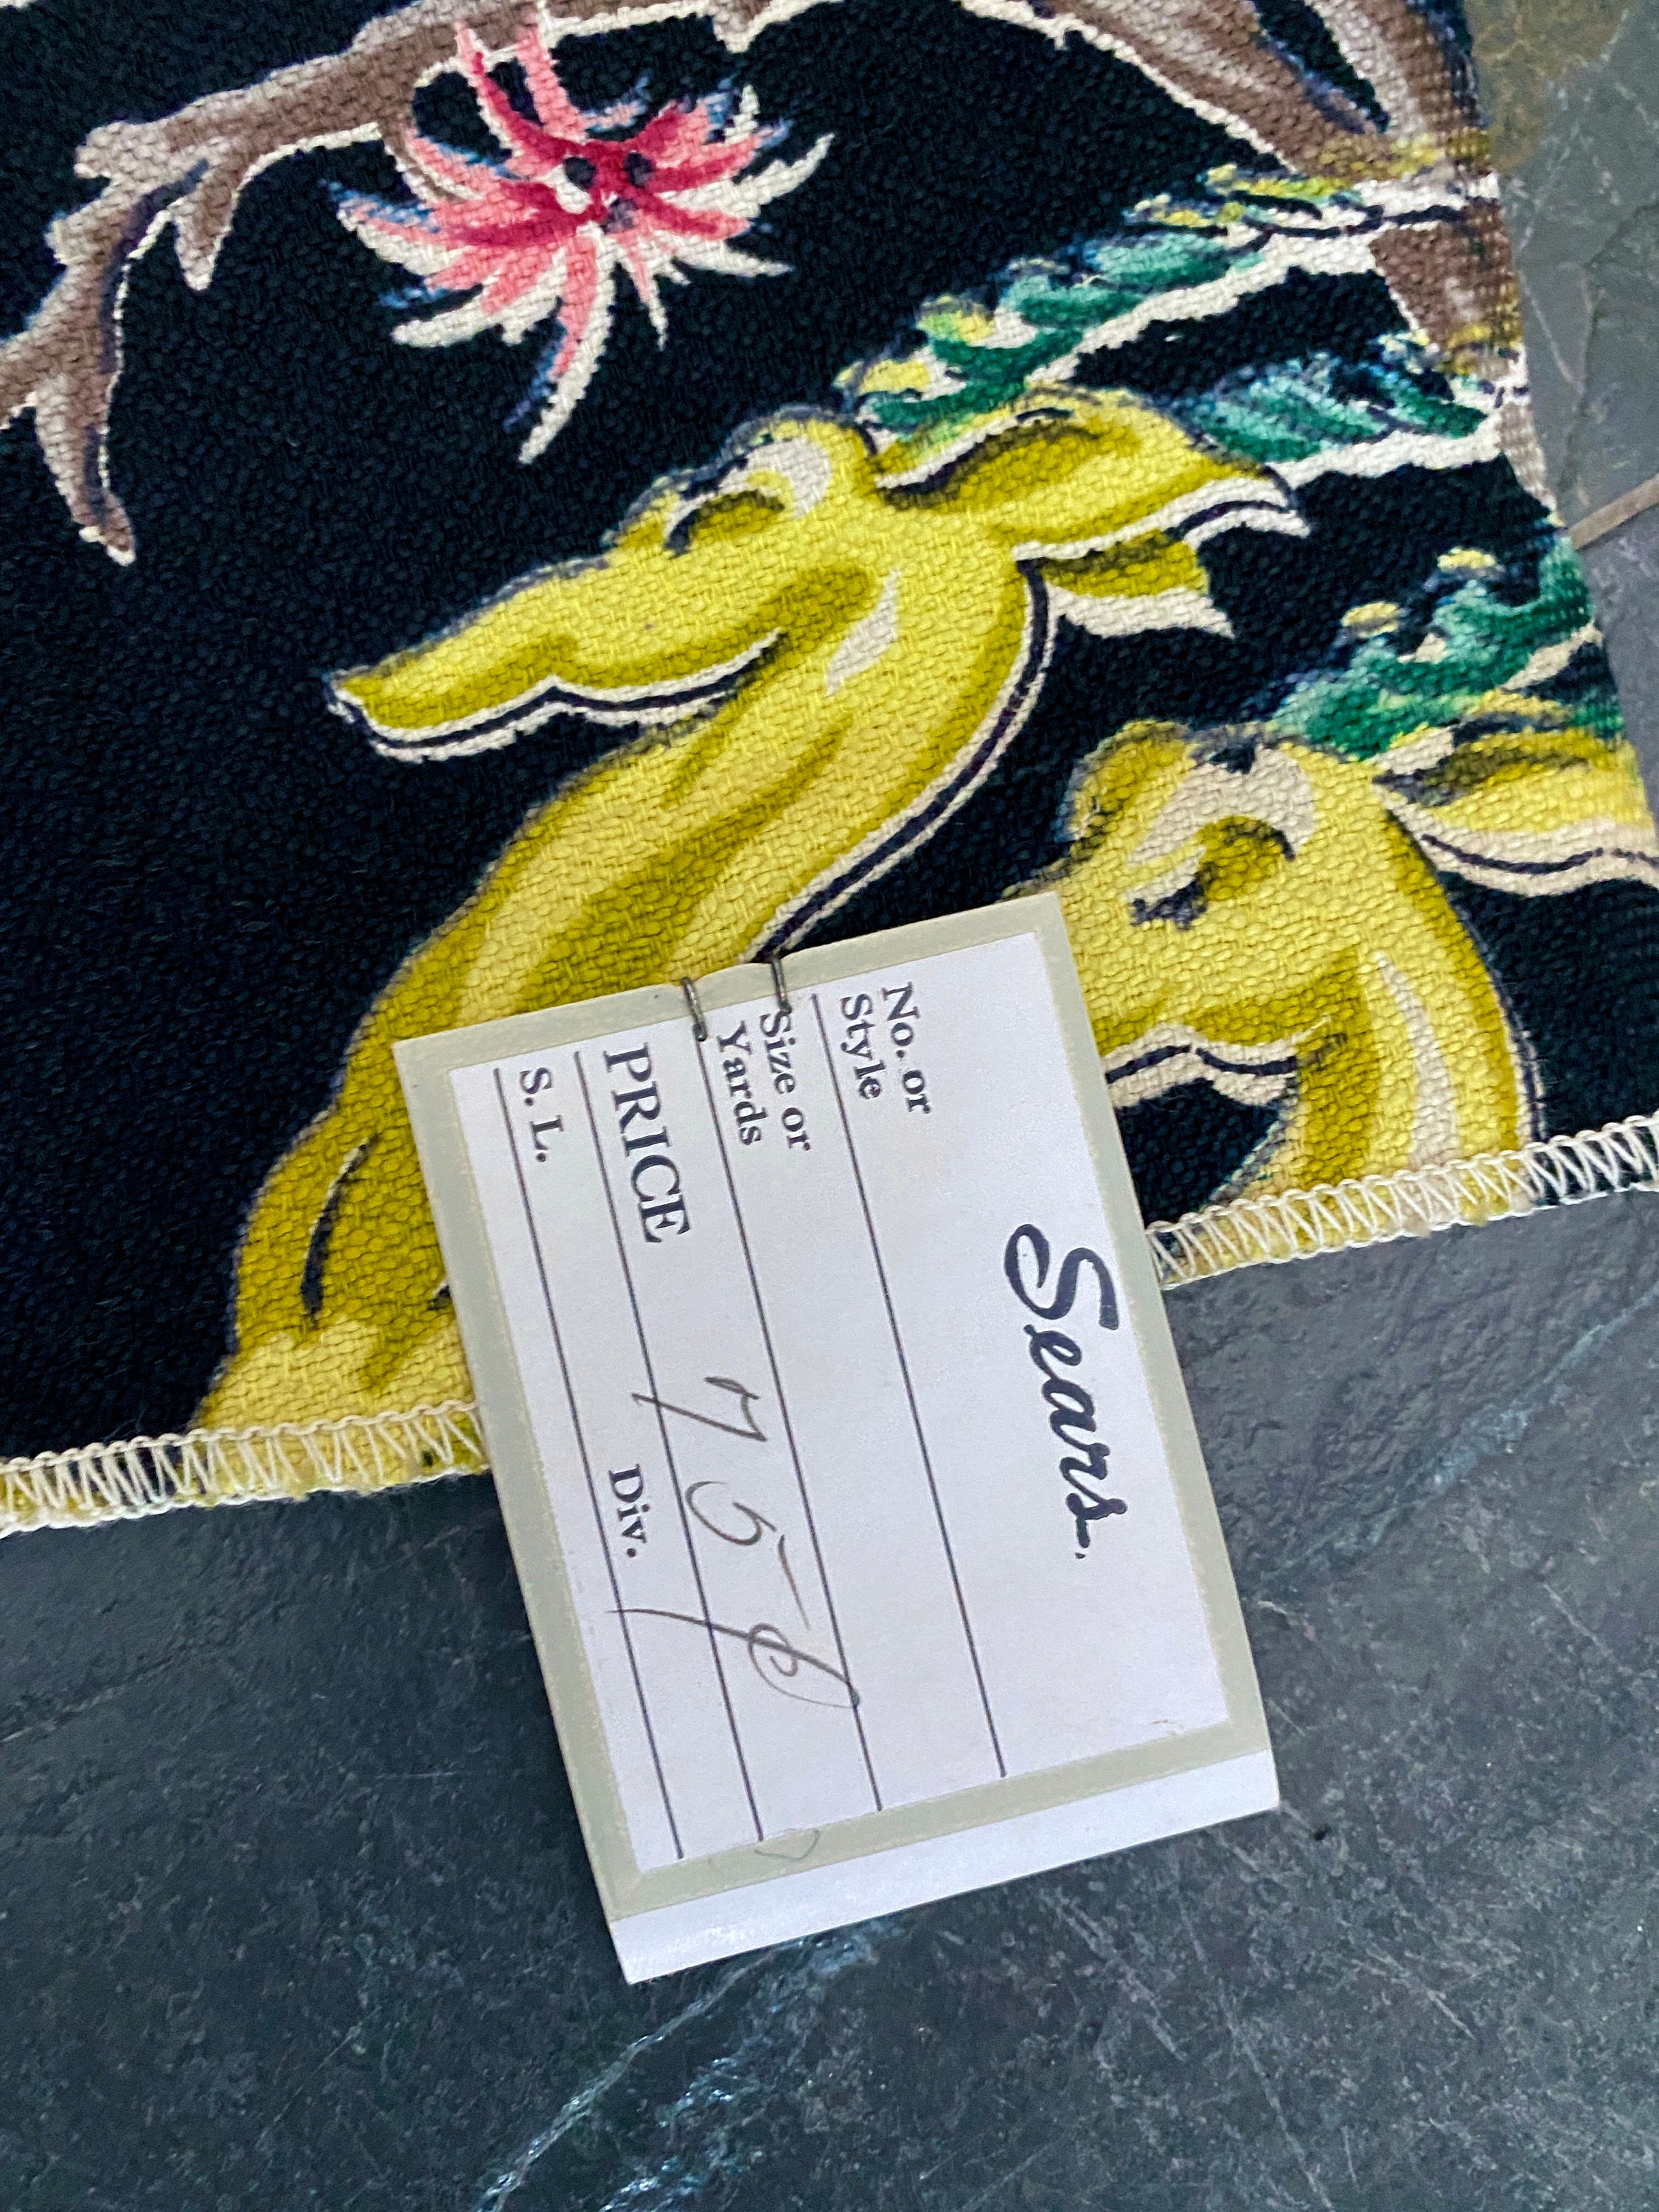 Sears.
No. or
Style
Size or
Yards
PRICE 75¢
S. L. Div.